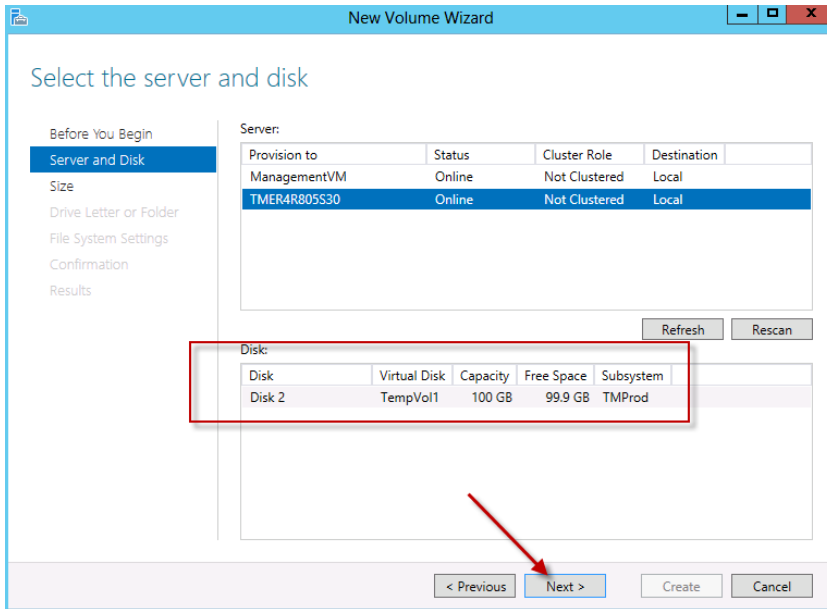 New Volume Wizard
Select the server and disk
Before You Begin
Server and Disk
Size
Drive Letter or Folder
File System Settings
Confirmation
Results
Server:
Provision to Status Cluster Role Destination
ManagementVM Online Not Clustered Local
TMER4R805S30 Online Not Clustered Local
Refresh Rescan
Disk:
Disk Virtual Disk Capacity Free Space Subsystem
Disk 2 TempVol1 100 GB 99.9 GB TMProd
< Previous Next > Create Cancel